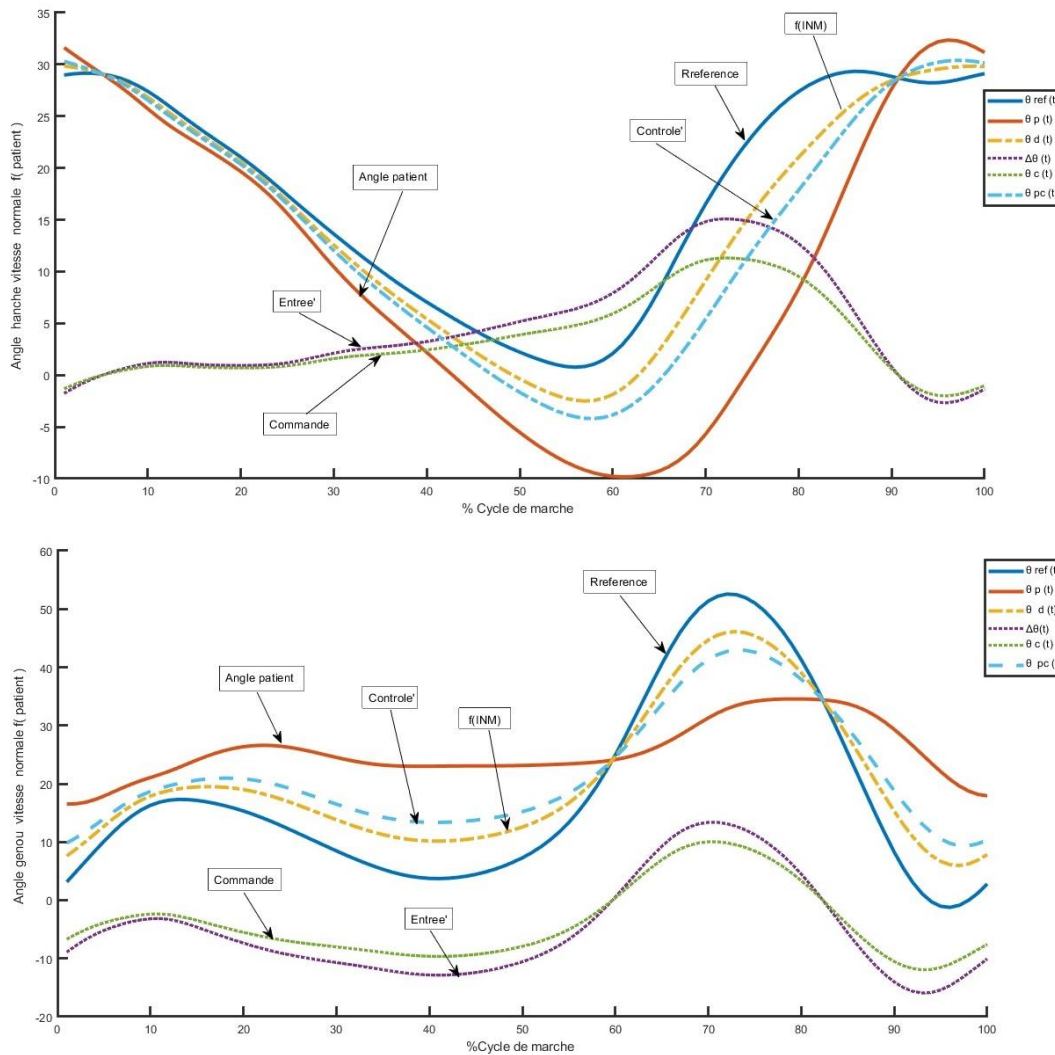 35
30
25
20
15
10
5
0
-5
-10
Angle hanche vitesse normale f( patient)
f(INM)
Rreference
Controle'
Angle patient
Entree'
Commande
θ ref (t
θ p (t)
θ d (t)
Δθ (t)
θ c (t)
θ pc (t
0 10 20 30 40 50 60 70 80 90 100
% Cycle de marche
60
50
40
30
20
10
0
-10
-20
Angle genou vitesse normale f( patient)
Rreference
Angle patient
Controle'
f(INM)
Commande
Entree'
θ ref (t
θ p (t)
θ d (t)
Δθ(t)
θ c (t)
θ pc (
0 10 20 30 40 50 60 70 80 90 100
%Cycle de marche